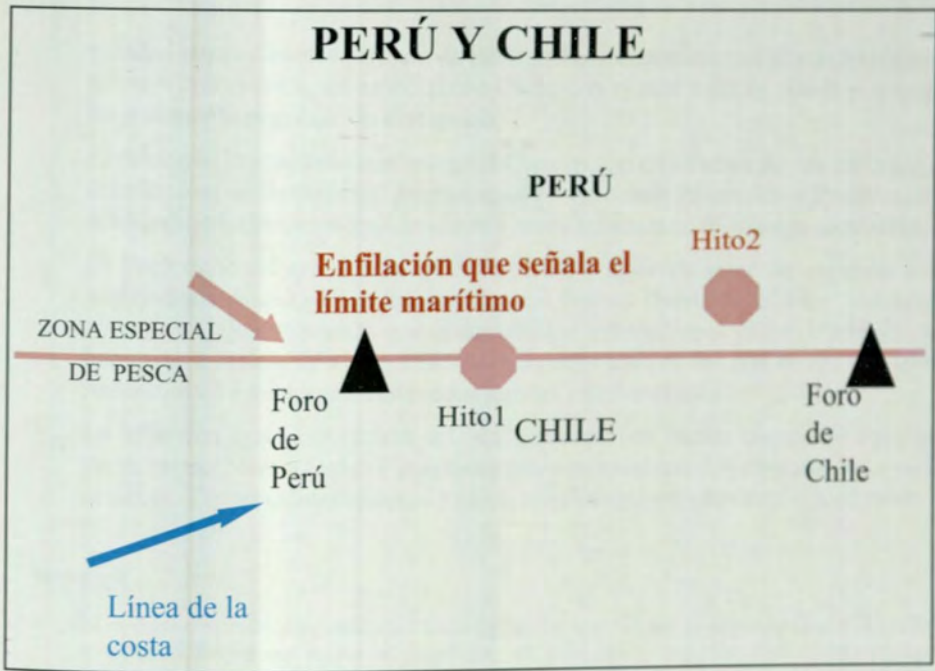 PERÚ Y CHILE
PERÚ
Hito2
Enfilación que señala el
límite marítimo
ZONA ESPECIAL
DE PESCA
Foro
de
Perú
Hito1
CHILE
Foro
de
Chile
Línea de la
costa